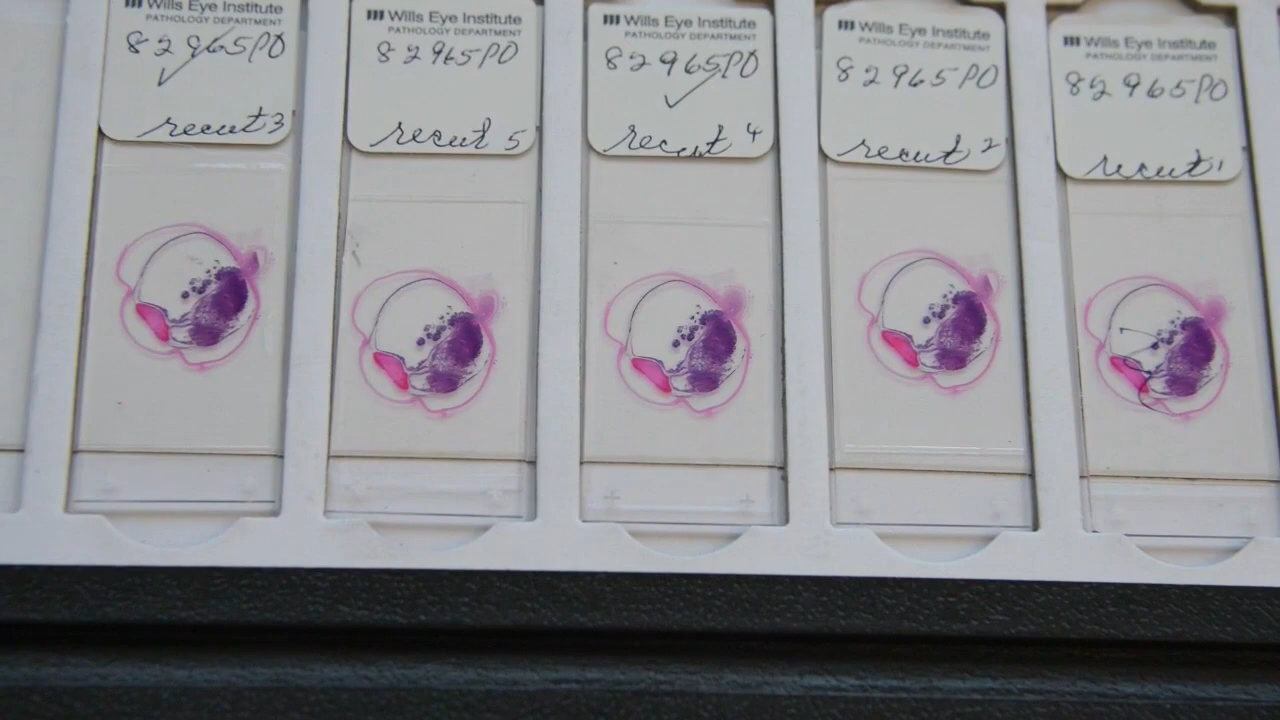 Wills Eye Institute
PATHOLOGY DEPARTMENT
82965PO
recut 3
Wills Eye Institute
PATHOLOGY DEPARTMENT
82965PO
recut 5
Wills Eye Institute
PATHOLOGY DEPARTMENT
82965PO
recut 4
Wills Eye Institute
PATHOLOGY DEPARTMENT
82965PO
recut 2
Wills Eye Institute
PATHOLOGY DEPARTMENT
82965PO
recut 1